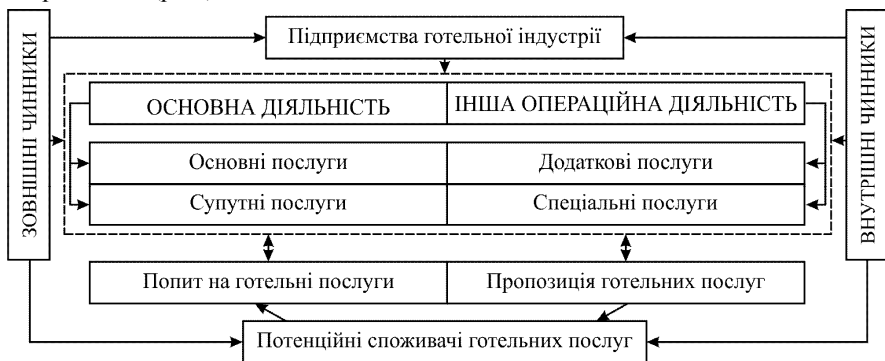 Підприємства готельної індустрії
ЗОВНІШНІ ЧИННИКИ
ВНУТРІШНІ ЧИННИКИ
ОСНОВНА ДІЯЛЬНІСТЬ
ІНША ОПЕРАЦІЙНА ДІЯЛЬНІСТЬ
Основні послуги
Додаткові послуги
Супутні послуги
Спеціальні послуги
Попит на готельні послуги
Пропозиція готельних послуг
Потенційні споживачі готельних послуг